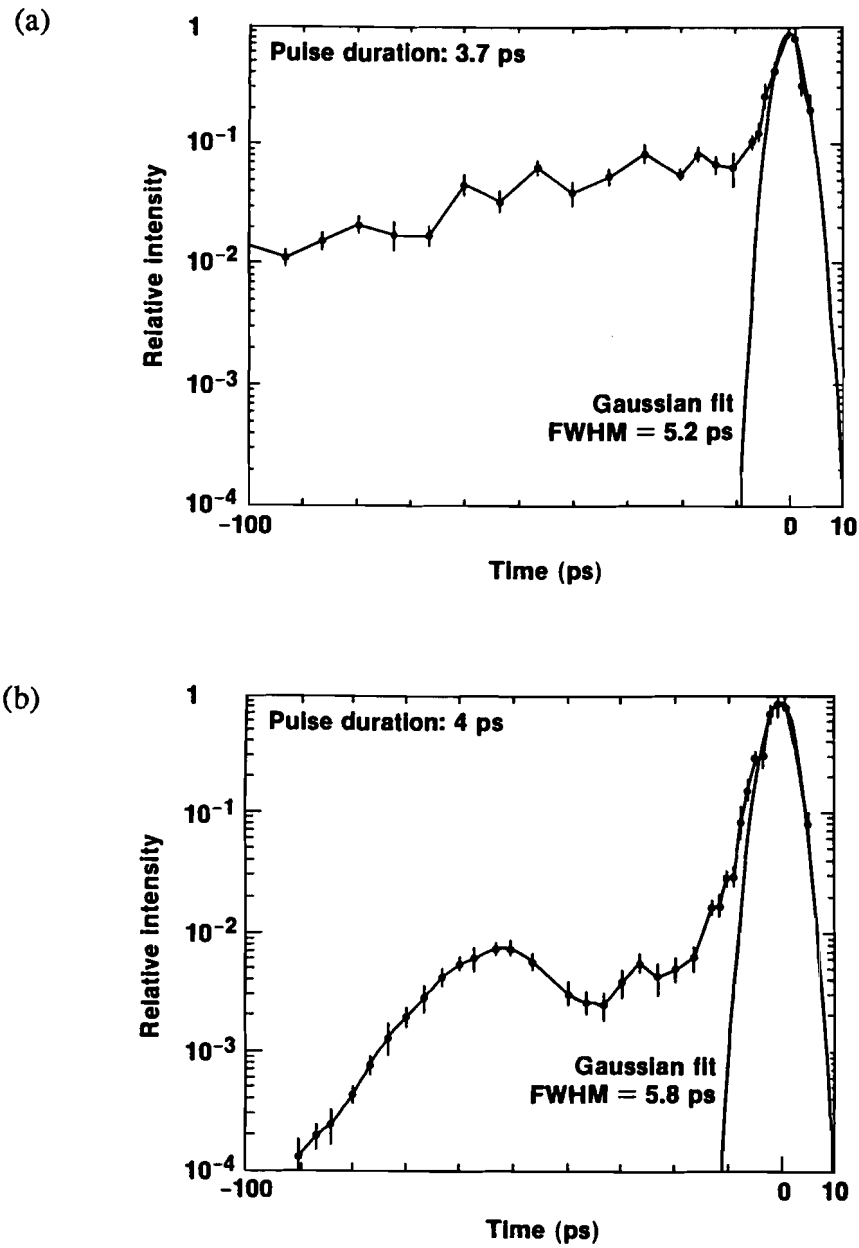 (a)
Pulse duration: 3.7 ps
1
10⁻¹
10⁻²
10⁻³
10⁻⁴
Relative intensity
Gaussian fit
FWHM = 5.2 ps
-100
0
10
Time (ps)
(b)
Pulse duration: 4 ps
1
10⁻¹
10⁻²
10⁻³
10⁻⁴
Relative intensity
Gaussian fit
FWHM = 5.8 ps
-100
0
10
Time (ps)